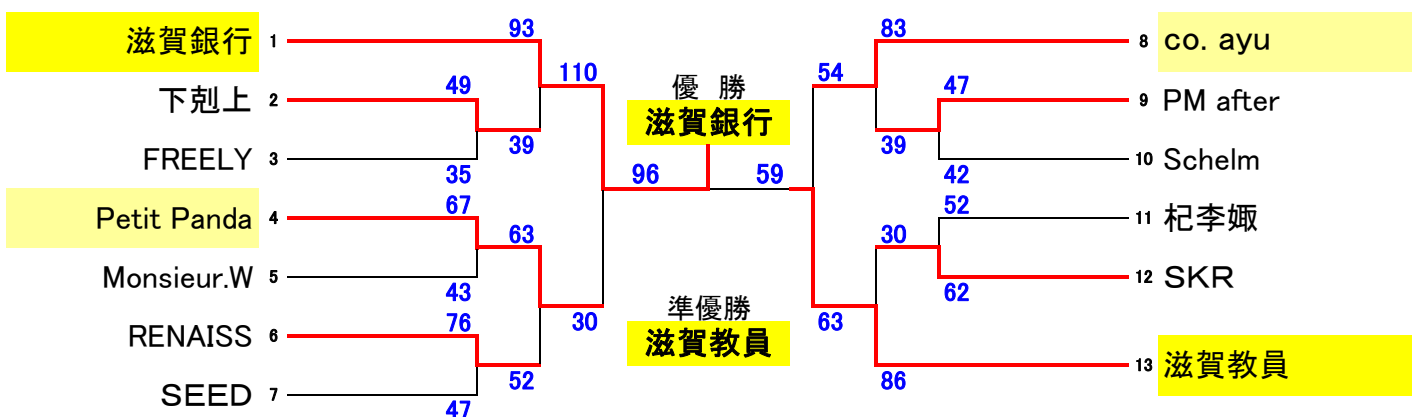 滋賀銀行 1
下剋上 2
FREELY 3
Petit Panda 4
Monsieur.W 5
RENAISS 6
SEED 7
93
49
39
35
67
63
43
76
52
47
110
30
96
優 勝
滋賀銀行
準優勝
滋賀教員
59
54
63
83
47
39
42
52
30
62
86
8 co. ayu
9 PM after
10 Schelm
11 杞李娵
12 SKR
13 滋賀教員